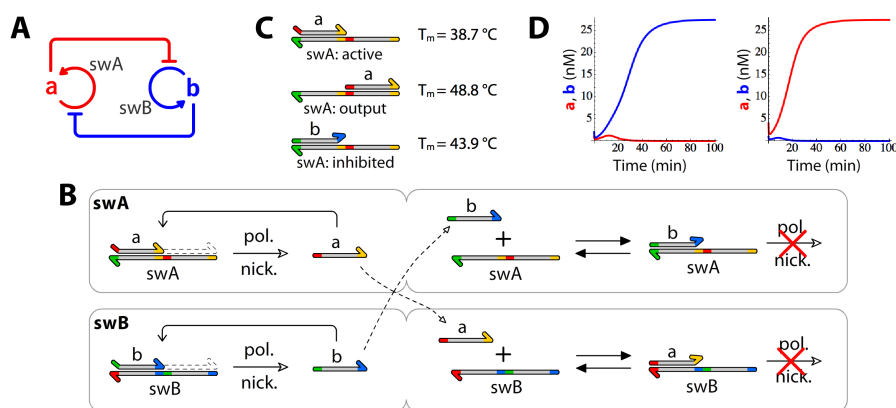 A
swA
a
b
swB
C
a
swA: active
Tm = 38.7 °C
a
swA: output
Tm = 48.8 °C
b
swA: inhibited
Tm = 43.9 °C
D
a, b (nM)
25
20
15
10
5
20 40 60 80 100
Time (min)
a, b (nM)
25
20
15
10
5
20 40 60 80 100
Time (min)
B
swA
a
swA
pol.
nick.
a
b
+
swA
b
swA
pol.
nick.
swB
b
swB
pol.
nick.
b
a
+
swB
a
swB
pol.
nick.